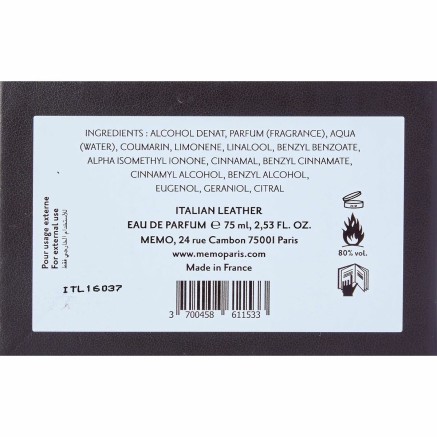 INGREDIENTS : ALCOHOL DENAT, PARFUM (FRAGRANCE), AQUA
(WATER), COUMARIN, LIMONENE, LINALOOL, BENZYL BENZOATE,
ALPHA ISOMETHYL IONONE, CINNAMAL, BENZYL CINNAMATE,
CINNAMYL ALCOHOL, BENZYL ALCOHOL,
EUGENOL, GERANIOL, CITRAL
ITALIAN LEATHER
EAU DE PARFUM ℮ 75 ml, 2,53 FL. OZ.
MEMO, 24 rue Cambon 75001 Paris
www.memoparis.com
Made in France
Pour usage externe
For external use
للاستعمال الخارجي فقط
ITL16037
80% vol.
3 700458 611533